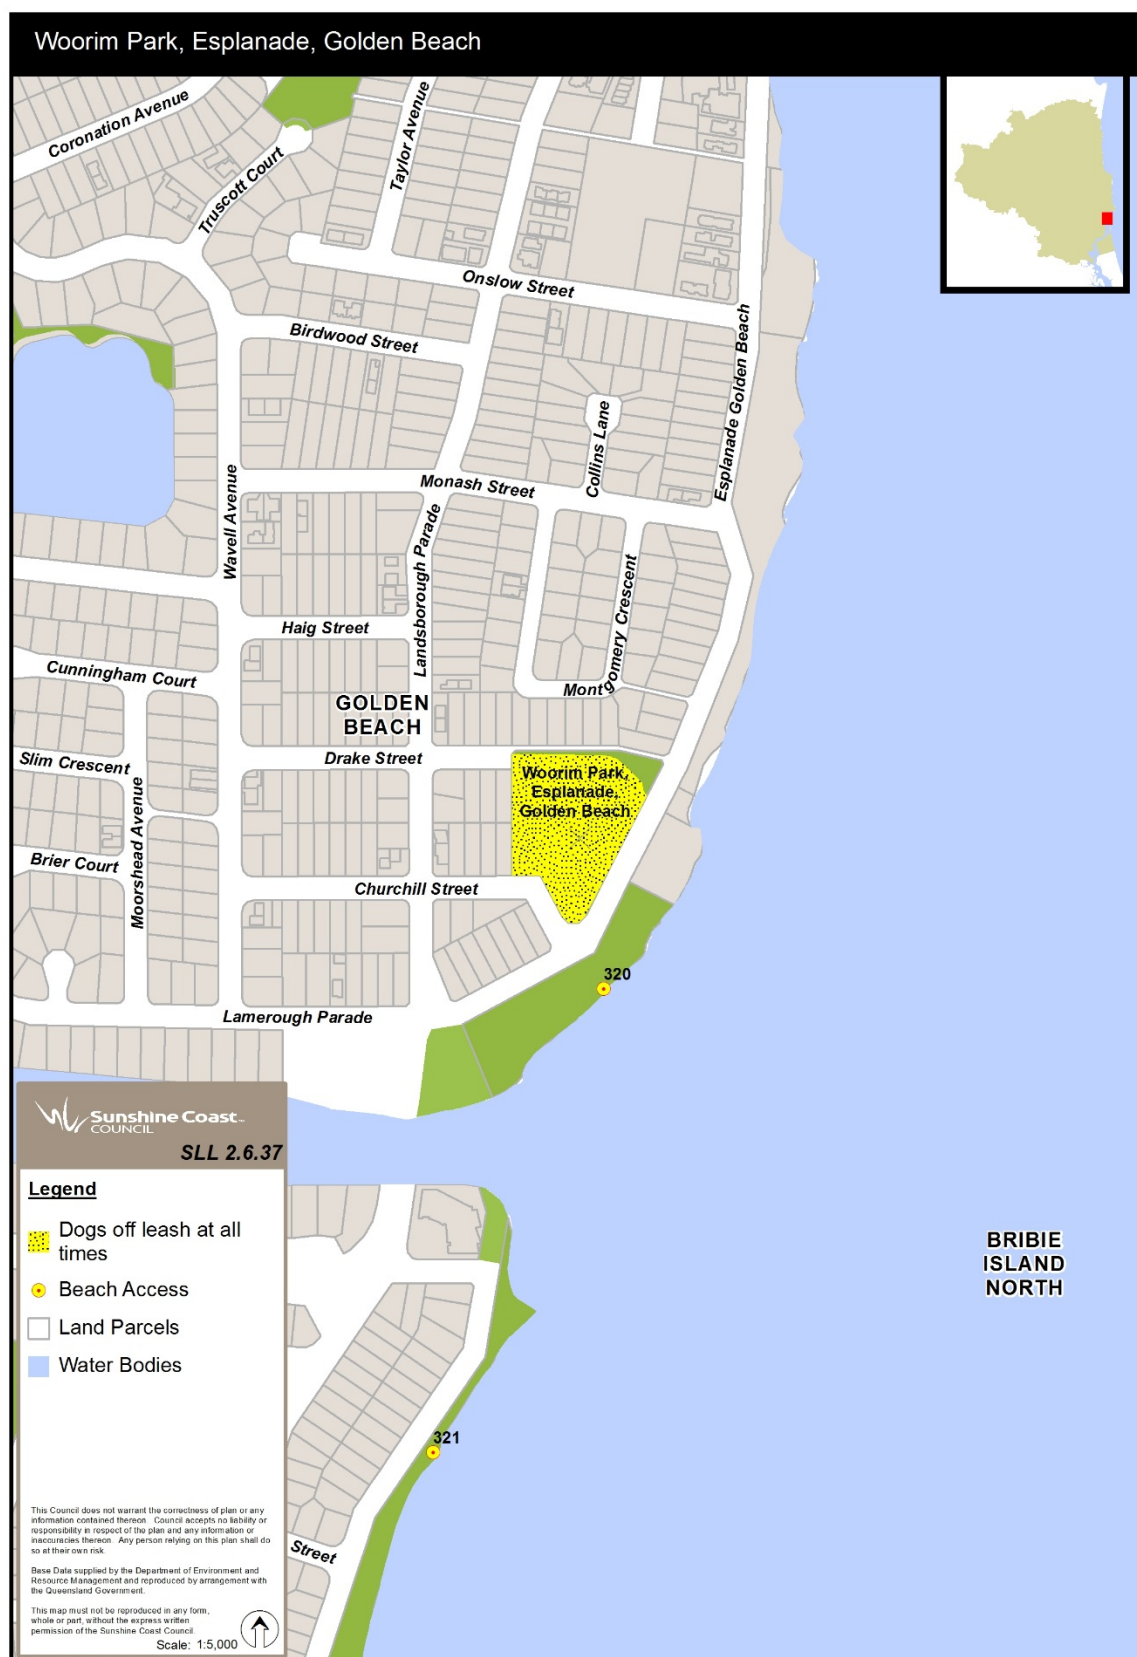 Woorim Park, Esplanade, Golden Beach
Coronation Avenue
Truscott Court
Taylor Avenue
Onslow Street
Birdwood Street
Esplanade Golden Beach
Collins Lane
Monash Street
Wavell Avenue
Landsborough Parade
Montgomery Crescent
Haig Street
Cunningham Court
GOLDEN
BEACH
Drake Street
Slim Crescent
Woorim Park,
Esplanade,
Golden Beach
Moorshead Avenue
Brier Court
Churchill Street
320
Lamerough Parade
Sunshine Coast™
COUNCIL
SLL 2.6.37
Legend
Dogs off leash at all
times
Beach Access
Land Parcels
Water Bodies
BRIBIE
ISLAND
NORTH
321
Street
This Council does not warrant the correctness of plan or any
information contained thereon. Council accepts no liability or
responsibility in respect of the plan and any information or
inaccuracies thereon. Any person relying on this plan shall do
so at their own risk.
Base Data supplied by the Department of Environment and
Resource Management and reproduced by arrangement with
the Queensland Government.
This map must not be reproduced in any form,
whole or part, without the express written
permission of the Sunshine Coast Council.
Scale: 1:5,000